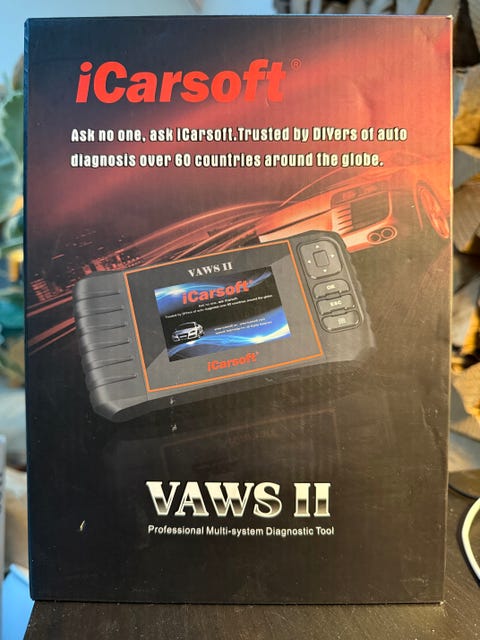 iCarsoft®
Ask no one, ask iCarsoft.Trusted by DIYers of auto
diagnosis over 60 countries around the globe.
VAWS II
iCarsoft
OK
ESC
iCarsoft
VAWS II
Professional Multi-system Diagnostic Tool